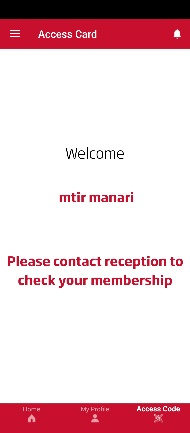 Access Card
Welcome
mtir manari
Please contact reception to
check your membership
Home
My Profile
Access Code